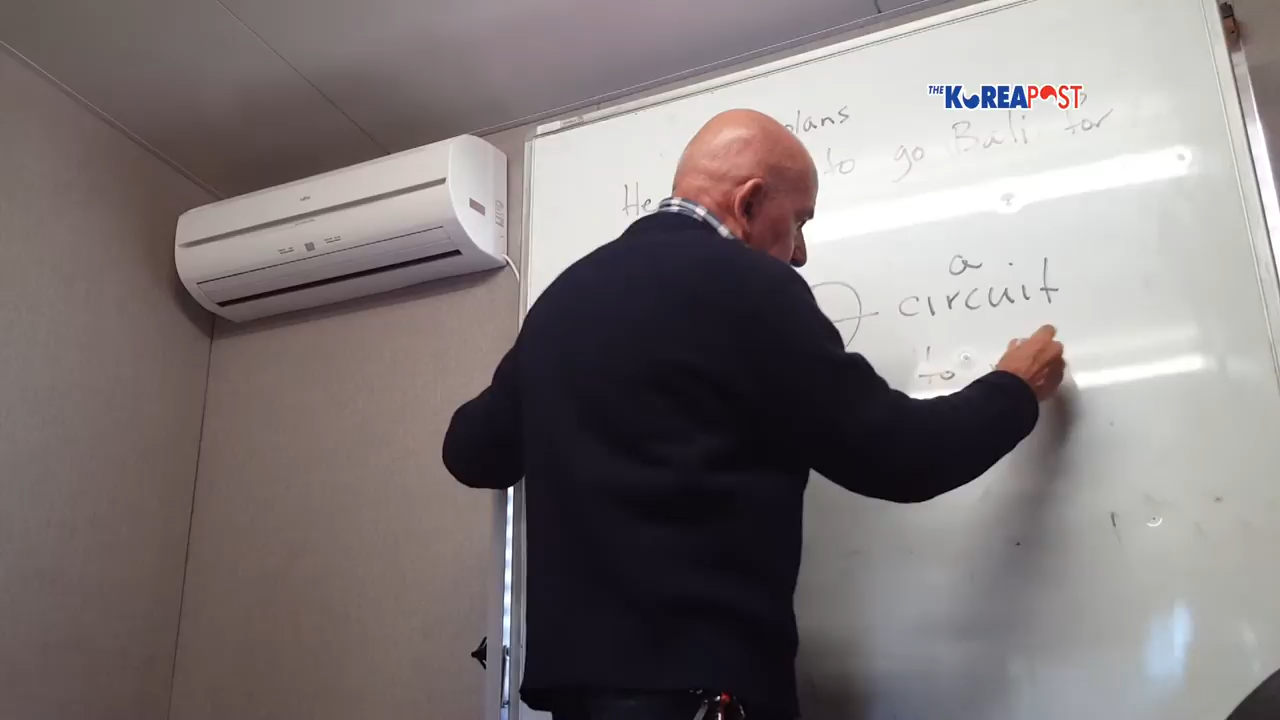 THE KOREAPOST
plans
He to go Bali for
a
circuit
to